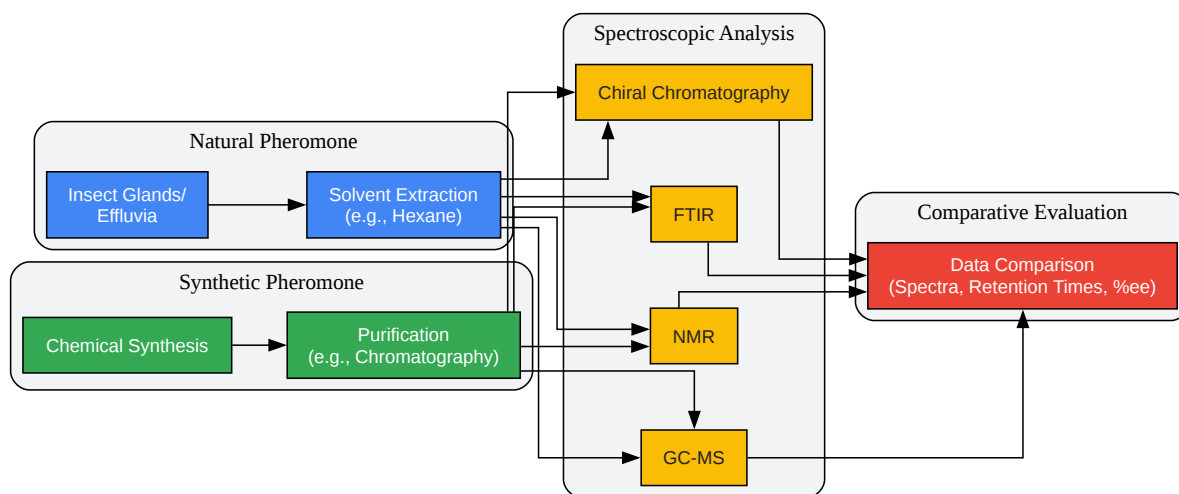 Spectroscopic Analysis
Chiral Chromatography
Natural Pheromone
Insect Glands/
Effluvia
Solvent Extraction
(e.g., Hexane)
FTIR
Comparative Evaluation
Data Comparison
(Spectra, Retention Times, %ee)
Synthetic Pheromone
Chemical Synthesis
Purification
(e.g., Chromatography)
NMR
GC-MS